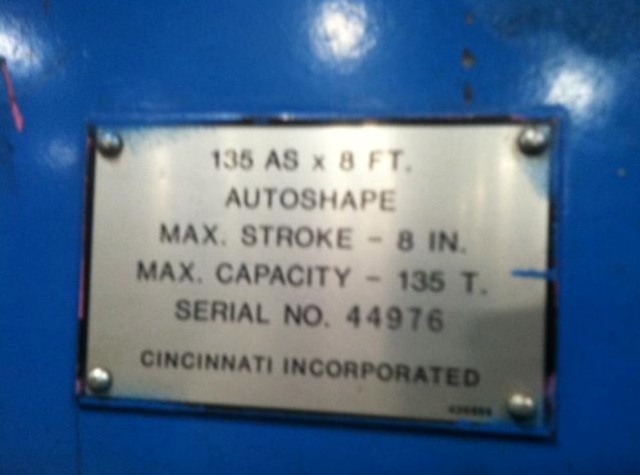 135 AS x 8 FT.
AUTOSHAPE
MAX. STROKE - 8 IN.
MAX. CAPACITY - 135 T.
SERIAL NO. 44976
CINCINNATI INCORPORATED